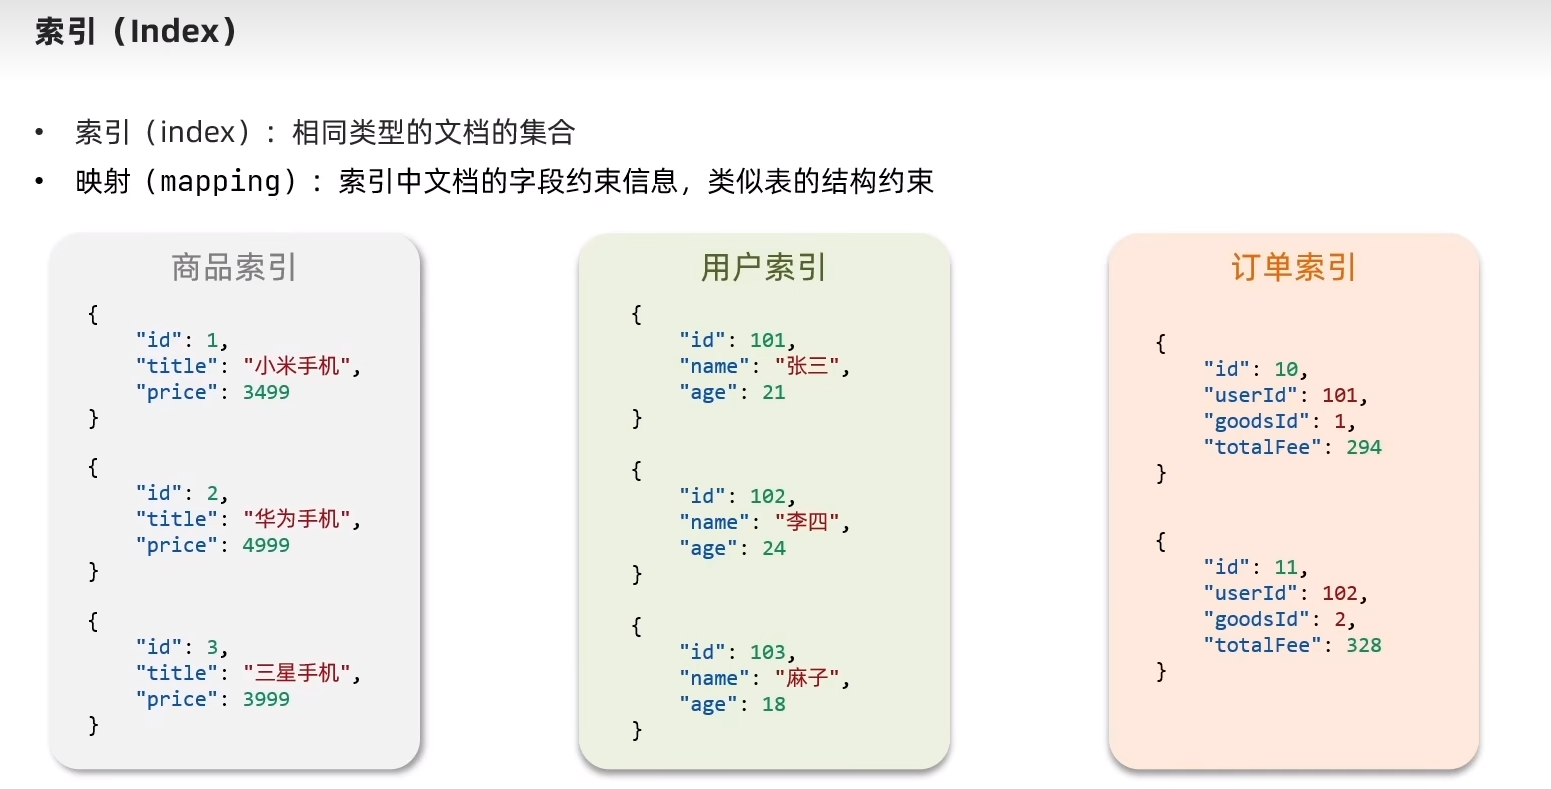 索引（Index）
• 索引（index）：相同类型的文档的集合
• 映射（mapping）：索引中文档的字段约束信息，类似表的结构约束
商品索引
{
"id": 1,
"title": "小米手机",
"price": 3499
}
{
"id": 2,
"title": "华为手机",
"price": 4999
}
{
"id": 3,
"title": "三星手机",
"price": 3999
}
用户索引
{
"id": 101,
"name": "张三",
"age": 21
}
{
"id": 102,
"name": "李四",
"age": 24
}
{
"id": 103,
"name": "麻子",
"age": 18
}
订单索引
{
"id": 10,
"userId": 101,
"goodsId": 1,
"totalFee": 294
}
{
"id": 11,
"userId": 102,
"goodsId": 2,
"totalFee": 328
}